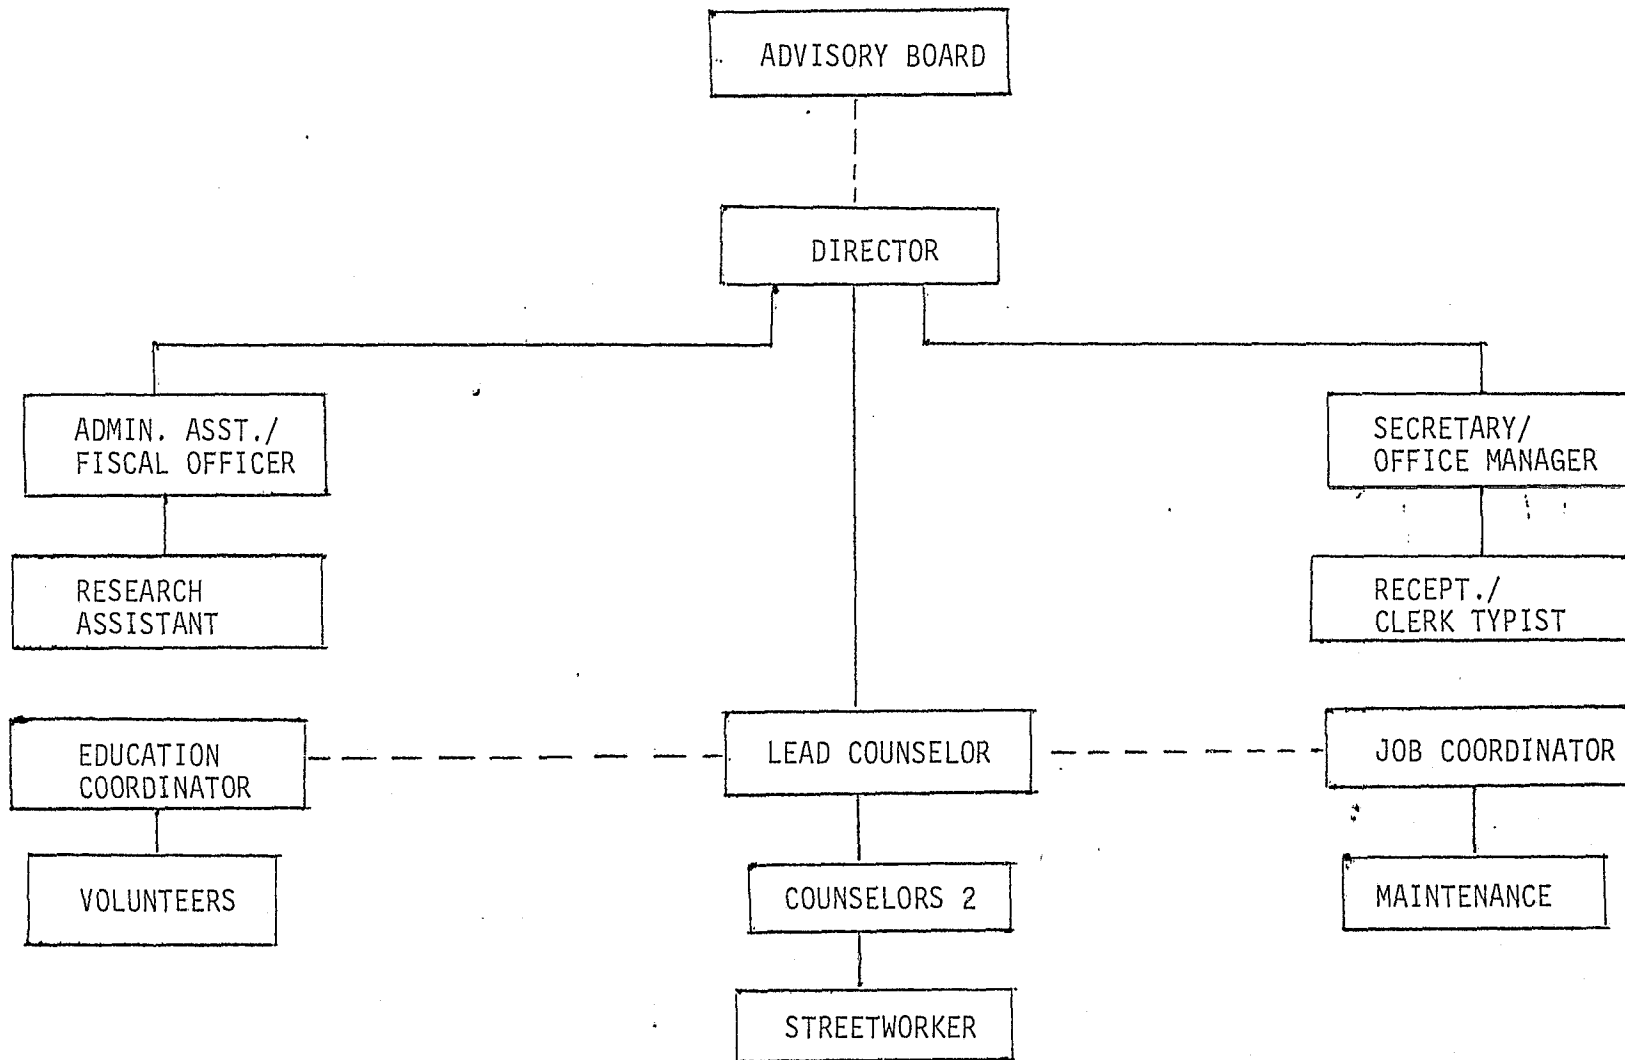 ADVISORY BOARD
DIRECTOR
ADMIN. ASST./
FISCAL OFFICER
SECRETARY/
OFFICE MANAGER
RESEARCH
ASSISTANT
RECEPT./
CLERK TYPIST
EDUCATION
COORDINATOR
LEAD COUNSELOR
JOB COORDINATOR
VOLUNTEERS
COUNSELORS 2
MAINTENANCE
STREETWORKER